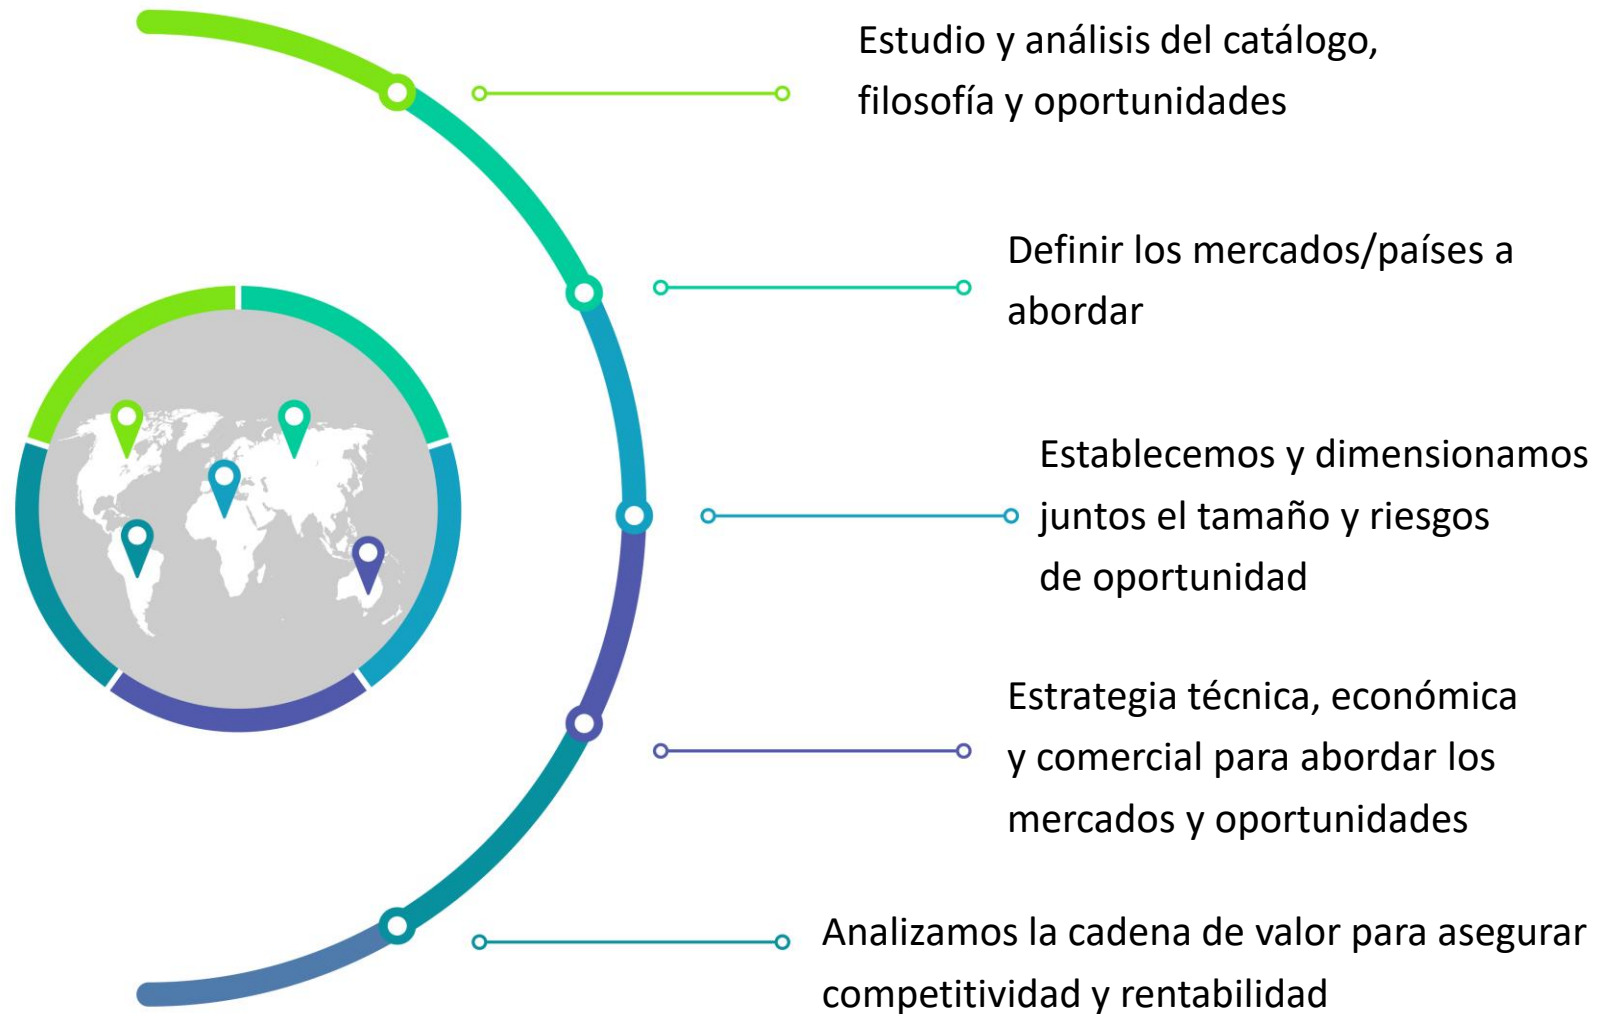 Estudio y análisis del catálogo,
filosofía y oportunidades
Definir los mercados/países a
abordar
Establecemos y dimensionamos
juntos el tamaño y riesgos
de oportunidad
Estrategia técnica, económica
y comercial para abordar los
mercados y oportunidades
Analizamos la cadena de valor para asegurar
competitividad y rentabilidad